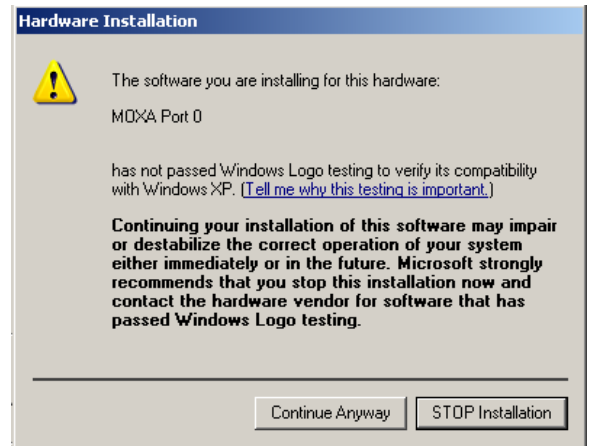 Hardware Installation
The software you are installing for this hardware:
MOXA Port 0
has not passed Windows Logo testing to verify its compatibility
with Windows XP. (Tell me why this testing is important.)
Continuing your installation of this software may impair
or destabilize the correct operation of your system
either immediately or in the future. Microsoft strongly
recommends that you stop this installation now and
contact the hardware vendor for software that has
passed Windows Logo testing.
Continue Anyway
STOP Installation